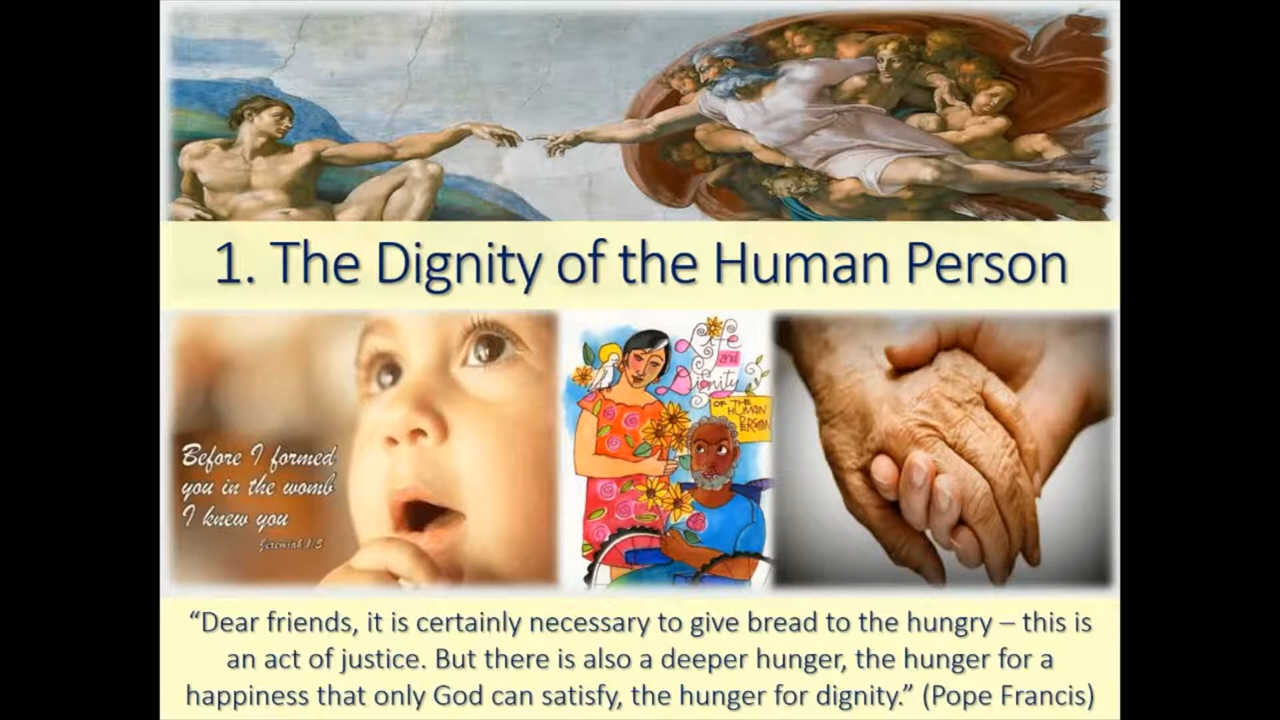 1. The Dignity of the Human Person
Before I formed
you in the womb
I knew you
Jeremiah 1:5
Life
and
Dignity
OF THE
HUMAN
PERSON
“Dear friends, it is certainly necessary to give bread to the hungry – this is
an act of justice. But there is also a deeper hunger, the hunger for a
happiness that only God can satisfy, the hunger for dignity.” (Pope Francis)